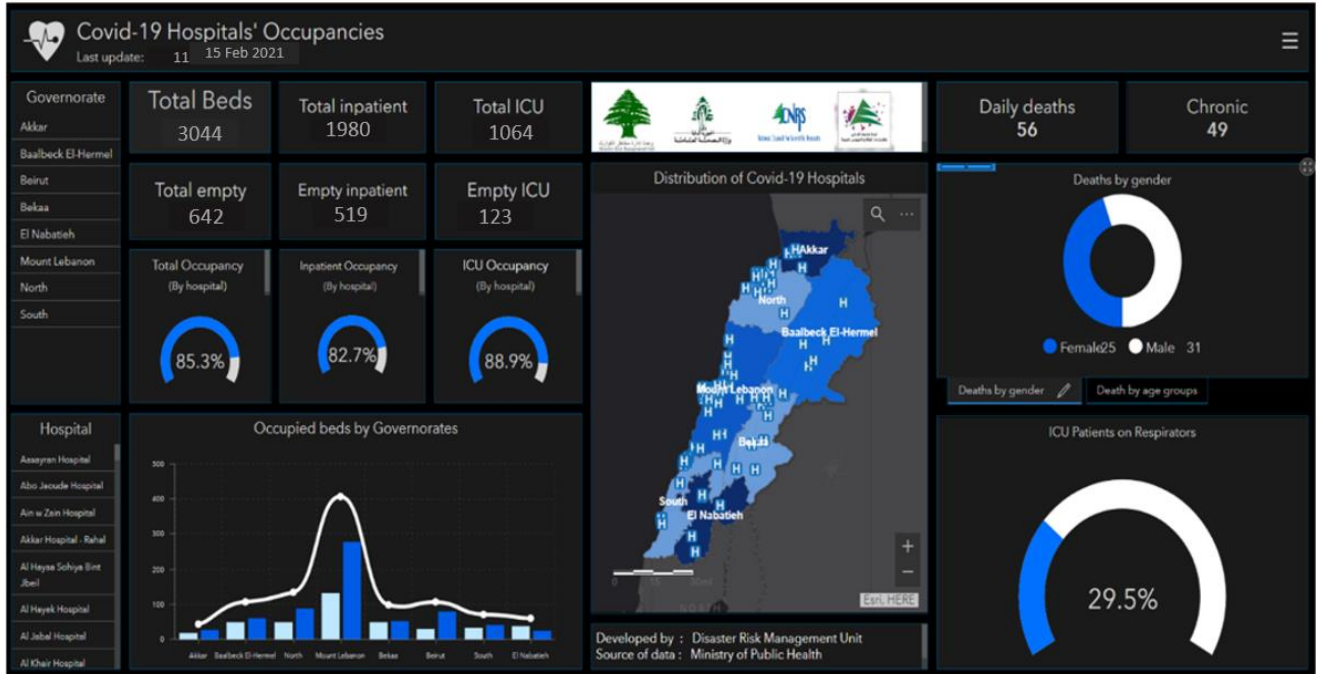 Covid-19 Hospitals' Occupancies
Last update: 11 15 Feb 2021
Governorate
Akkar
Baalbeck El-Hermel
Beirut
Bekaa
El Nabatieh
Mount Lebanon
North
South
Total Beds
3044
Total inpatient
1980
Total ICU
1064
Total empty
642
Empty inpatient
519
Empty ICU
123
Total Occupancy
(By hospital)
85.3%
Inpatient Occupancy
(By hospital)
82.7%
ICU Occupancy
(By hospital)
88.9%
CNRS
Distribution of Covid-19 Hospitals
Akkar
North
Baalbeck El-Hermel
Mount Lebanon
Bekaa
South
El Nabatieh
0 15 30mi
Esri, HERE
Developed by : Disaster Risk Management Unit
Source of data : Ministry of Public Health
Daily deaths
56
Chronic
49
Deaths by gender
Female 25 Male 31
Deaths by gender Death by age groups
ICU Patients on Respirators
29.5%
Hospital
Assayran Hospital
Abo Jaoude Hospital
Ain w Zain Hospital
Akkar Hospital - Rahal
Al Haysa Sohiya Bint
Jbeil
Al Hayek Hospital
Al Jabal Hospital
Al Khair Hospital
Occupied beds by Governorates
500
400
300
200
100
0
Akkar Baalbeck El-Hermel North Mount Lebanon Bekaa Beirut South El Nabatieh